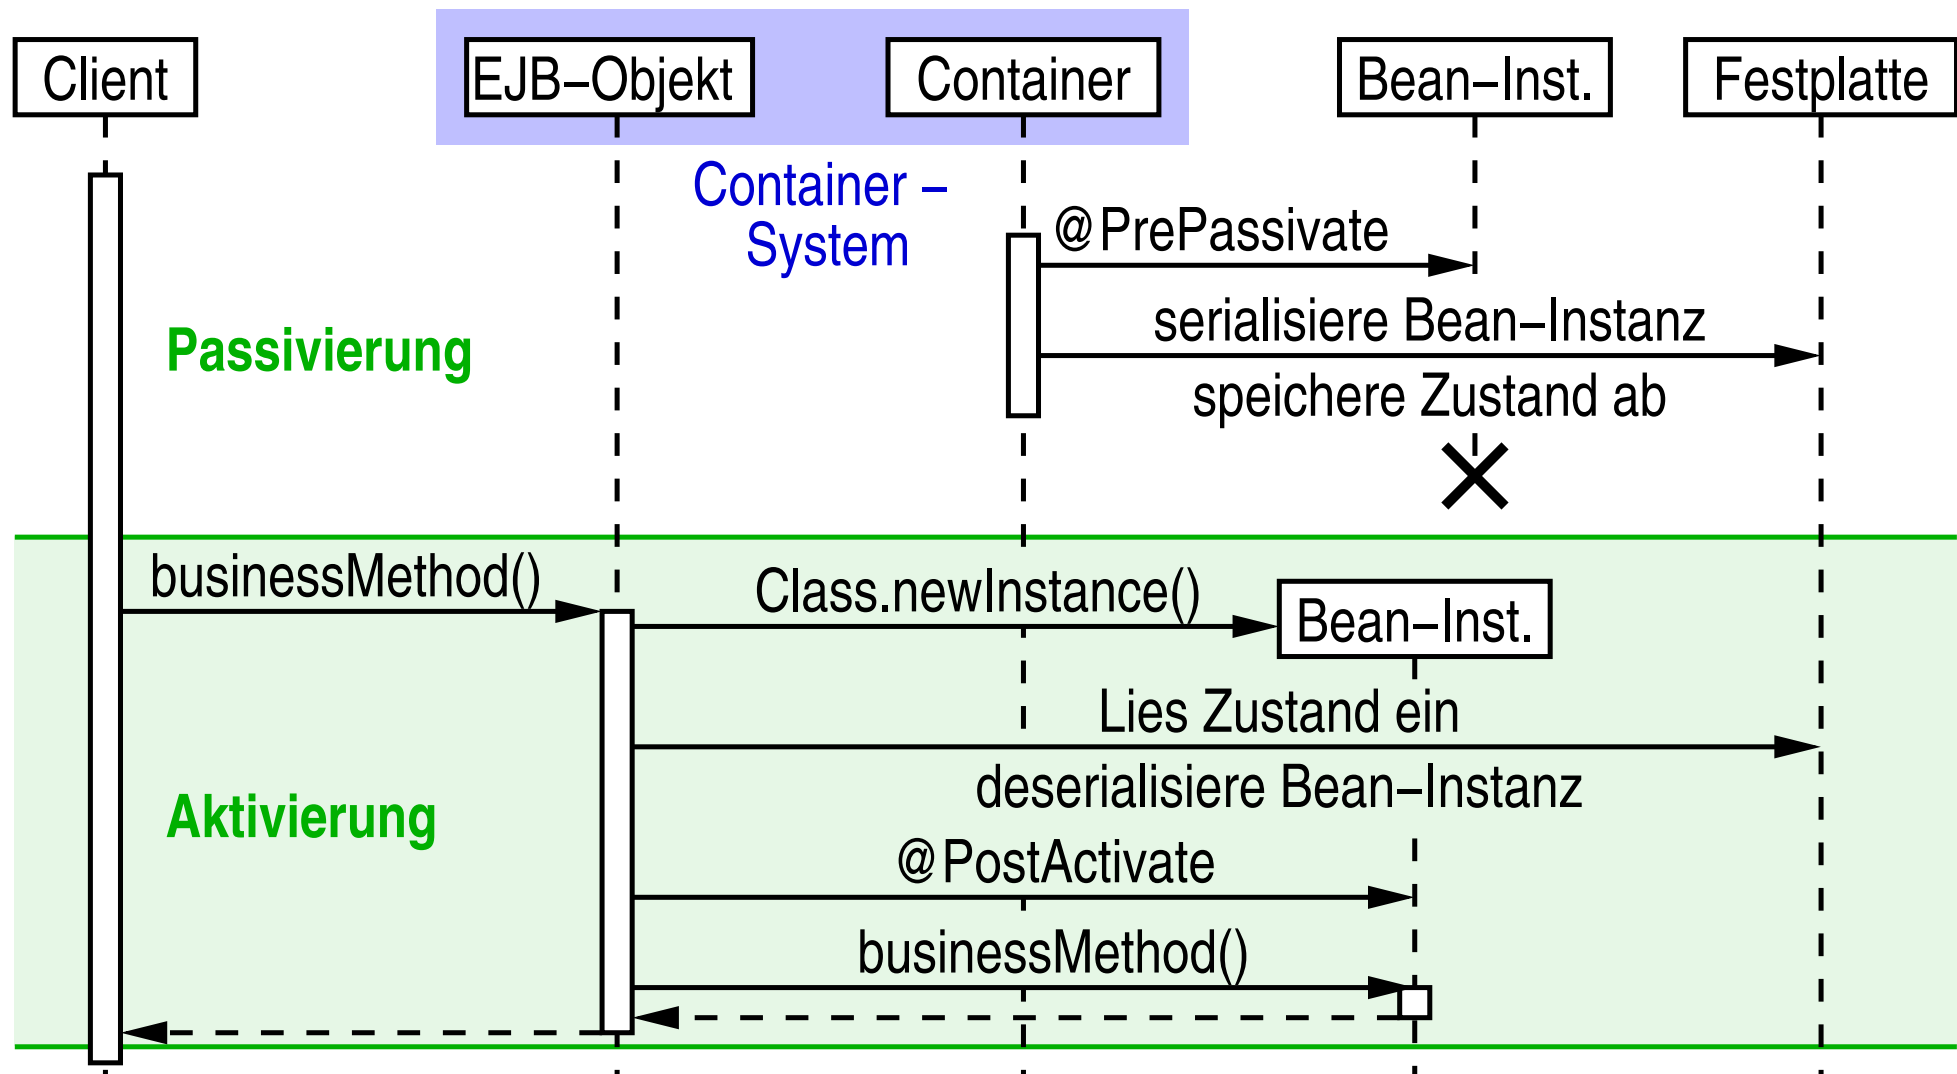 Client
EJB–Objekt
Container
Bean–Inst.
Festplatte
Container –
System
@PrePassivate
serialisiere Bean–Instanz
Passivierung
speichere Zustand ab
businessMethod()
Class.newInstance()
Bean–Inst.
Lies Zustand ein
deserialisiere Bean–Instanz
Aktivierung
@PostActivate
businessMethod()